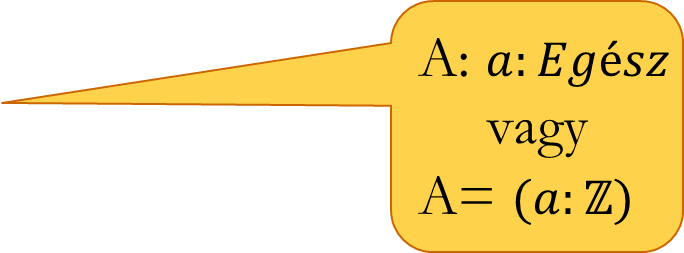 A: a: Egész
vagy
A= (a: ℤ)